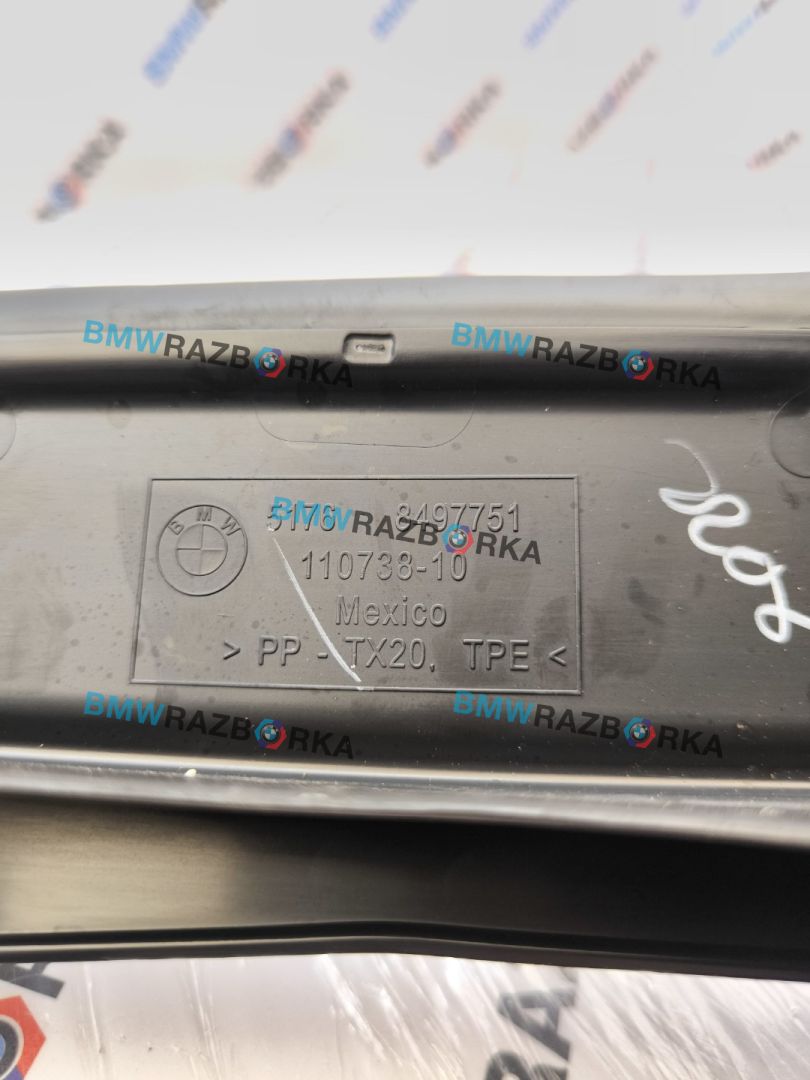 BMWRAZBORKA
BMWRAZBORKA
BMW
5176 8497751
BMWRAZBORKA
110738-10
Mexico
> PP - TX20, TPE <
BMWRAZBORKA
BMWRAZBORKA